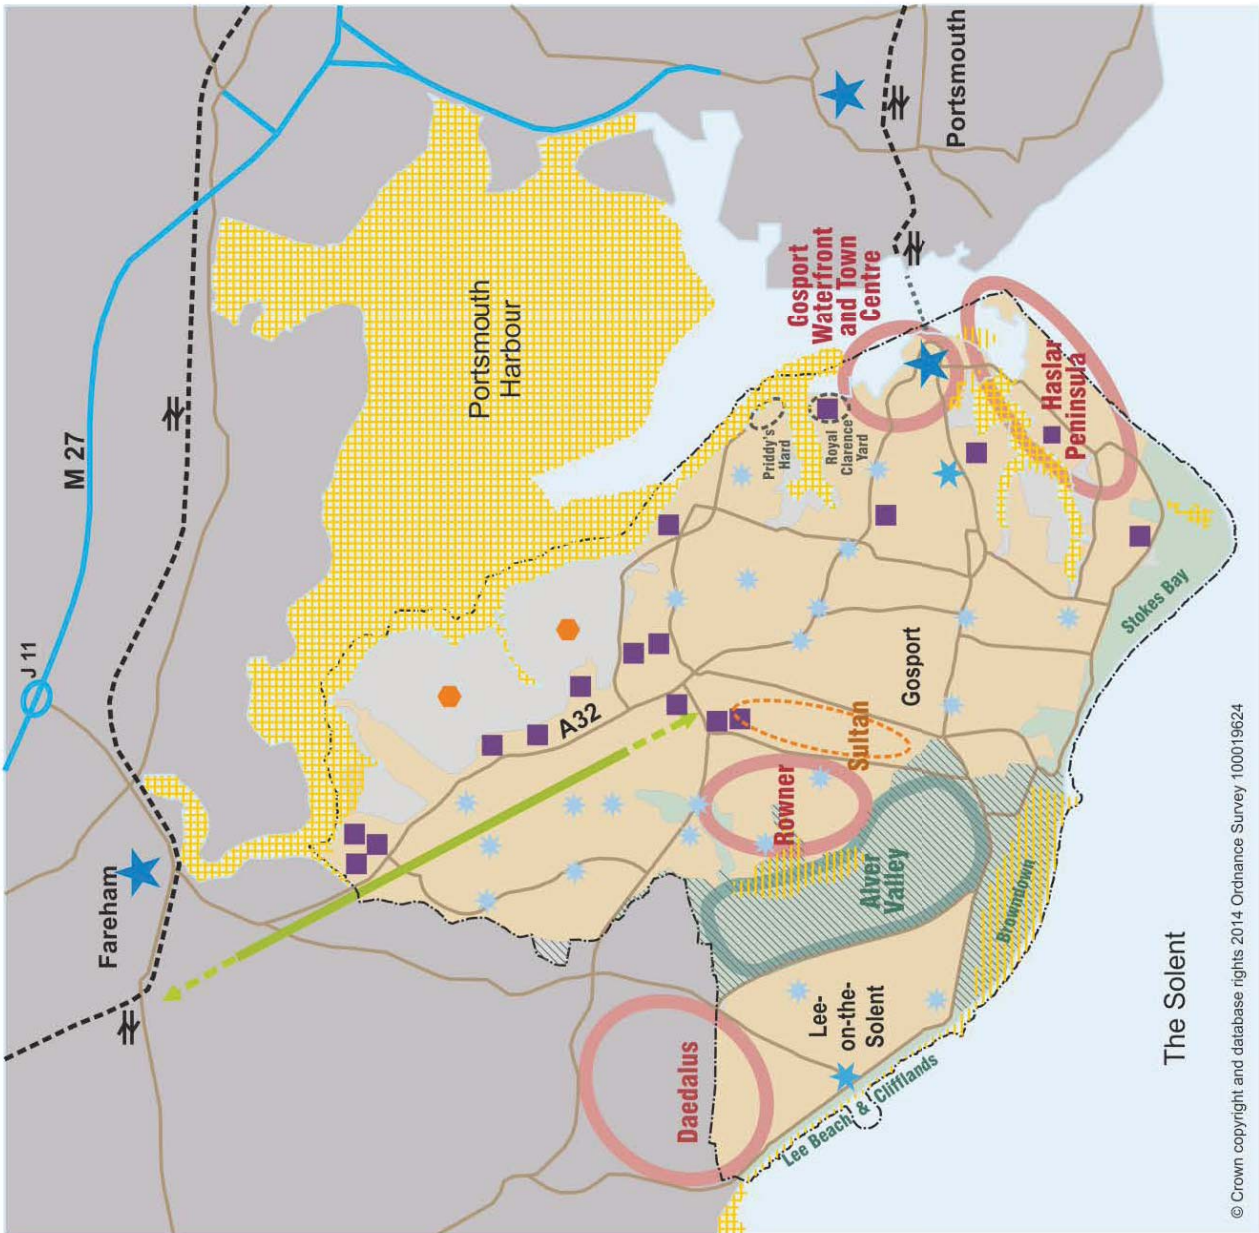 J 11
M 27
Fareham
Portsmouth
Harbour
Portsmouth
Gosport
Waterfront
and Town
Centre
Priddy's
Hard
Royal
Clarence
Yard
Haslar
Peninsula
A32
Stokes Bay
Gosport
Sultan
Rowner
Alver
Valley
Browndown
Daedalus
Lee-
on-the-
Solent
Lee Beach & Clifflands
The Solent
© Crown copyright and database rights 2014 Ordnance Survey 100019624